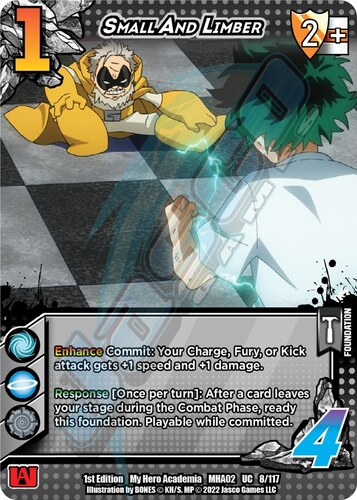 1
SMALL AND LIMBER
2 +
FOUNDATION
Enhance Commit: Your Charge, Fury, or Kick
attack gets +1 speed and +1 damage.
Response [Once per turn]: After a card
leaves your stage during the Combat Phase, ready
this foundation. Playable while committed.
4
1st Edition My Hero Academia MHA02 UC 8/117
Illustration by BONES © KH/S. MP © 2022 Jasco Games LLC